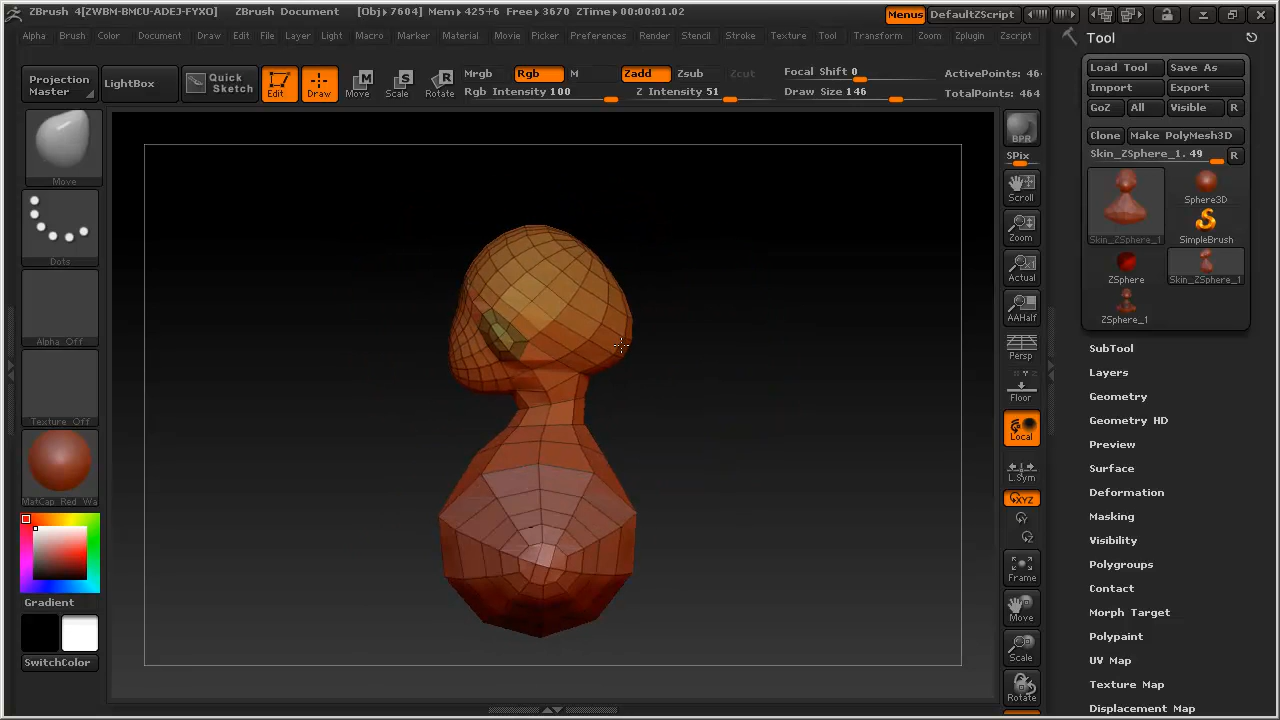 ZBrush 4[ZWBM-BMCU-ADEJ-FYXO] ZBrush Document [Obj▸7604] Mem▸425+6 Free▸3670 ZTime▸00:00:01.02 Menus DefaultZScript
Alpha Brush Color Document Draw Edit File Layer Light Macro Marker Material Movie Picker Preferences Render Stencil Stroke Texture Tool Transform Zoom Zplugin Zscript
Projection Master
LightBox
Quick Sketch
Edit Draw Move Scale Rotate
Mrgb Rgb M Zadd Zsub Zcut
Rgb Intensity 100 Z Intensity 51
Focal Shift 0
Draw Size 146
ActivePoints: 46
TotalPoints: 464
Move
Dots
Alpha Off
Texture Off
MatCap Red Wa
Gradient
SwitchColor
BPR
SPix
Scroll
Zoom
Actual
AAHalf
Persp
Floor
Local
L.Sym
XYZ
Y
Z
Frame
Move
Scale
Rotate
Tool
Load Tool Save As
Import Export
GoZ All Visible R
Clone Make PolyMesh3D
Skin_ZSphere_1. 49 R
Skin_ZSphere_1 Sphere3D
SimpleBrush
ZSphere Skin_ZSphere_1
ZSphere_1
SubTool
Layers
Geometry
Geometry HD
Preview
Surface
Deformation
Masking
Visibility
Polygroups
Contact
Morph Target
Polypaint
UV Map
Texture Map
Displacement Map